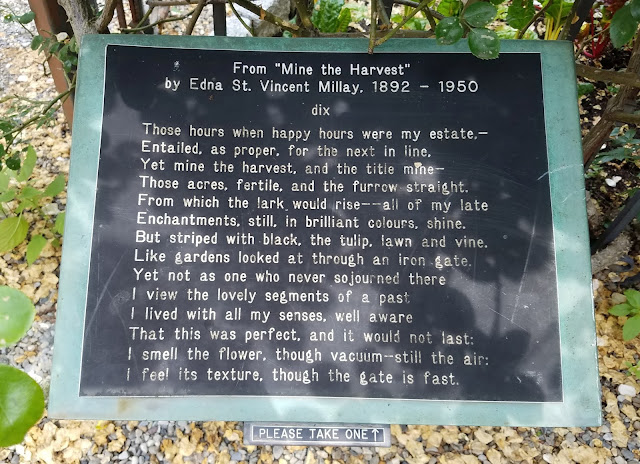 From "Mine the Harvest"
by Edna St. Vincent Millay, 1892 - 1950
dix
Those hours when happy hours were my estate,—
Entailed, as proper, for the next in line,
Yet mine the harvest, and the title mine—
Those acres, fertile, and the furrow straight,
From which the lark would rise--all of my late
Enchantments, still, in brilliant colours, shine.
But striped with black, the tulip, lawn and vine,
Like gardens looked at through an iron gate.
Yet not as one who never sojourned there
I view the lovely segments of a past
I lived with all my senses, well aware
That this was perfect, and it would not last:
I smell the flower, though vacuum--still the air;
I feel its texture, though the gate is fast.
PLEASE TAKE ONE↑